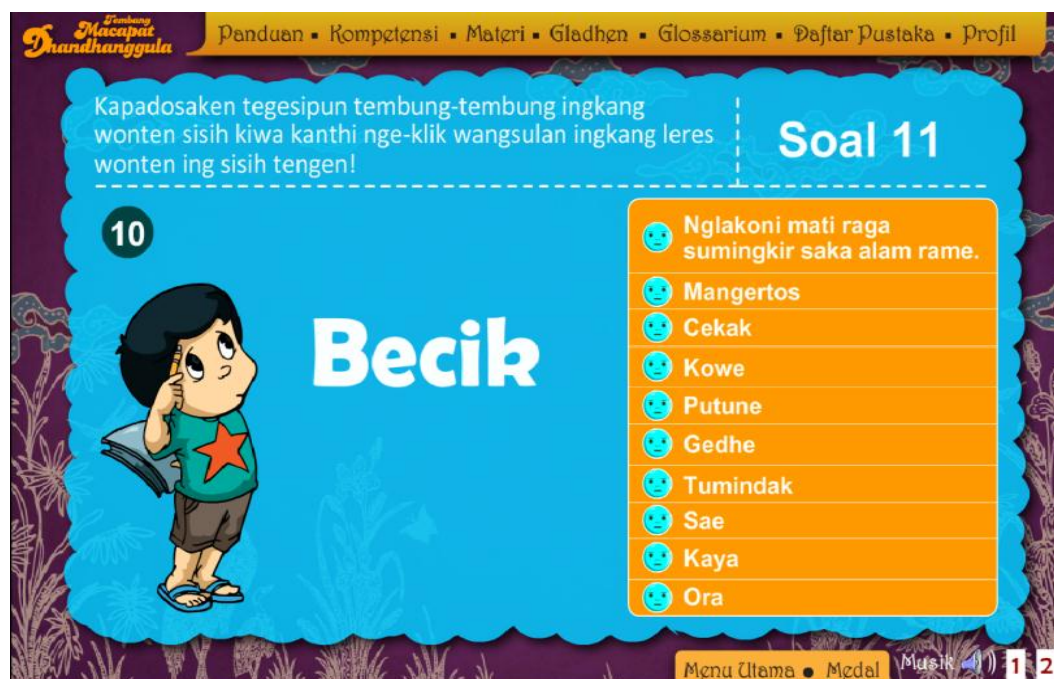 Tembang
Macapat
Dhandhanggula
Panduan ▪ Kompetensi ▪ Materi ▪ Gladhen ▪ Glossarium ▪ Daftar Pustaka ▪ Profil
Kapadosaken tegesipun tembung-tembung ingkang
wonten sisih kiwa kanthi nge-klik wangsulan ingkang leres
wonten ing sisih tengen!
Soal 11
10
Becik
Nglakoni mati raga
sumingkir saka alam rame.
Mangertos
Cekak
Kowe
Putune
Gedhe
Tumindak
Sae
Kaya
Ora
Menu Utama ● Medal
Musik
1 2